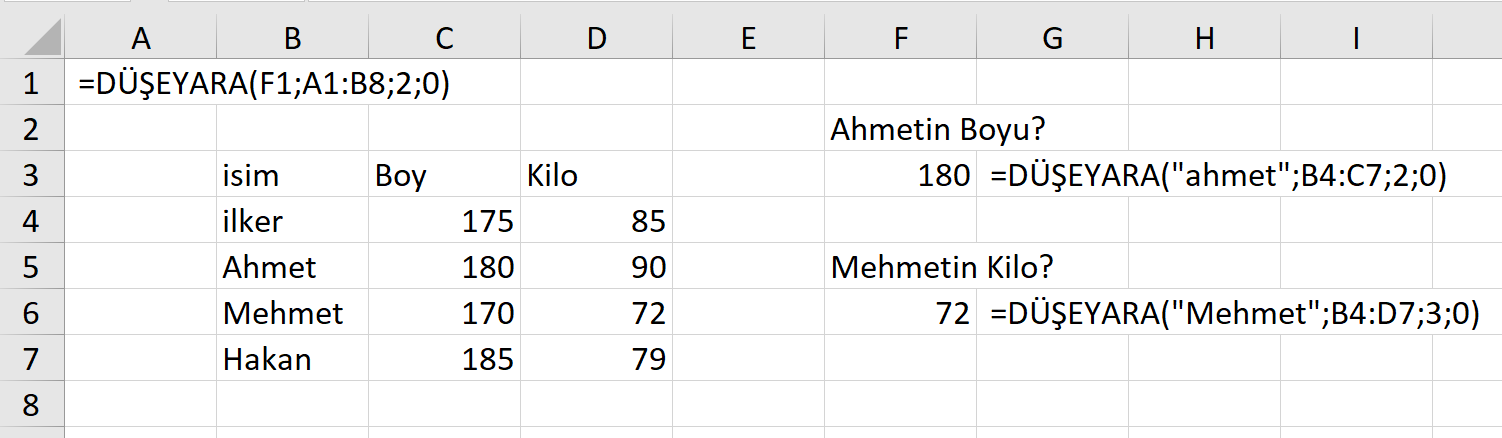 A B C D E F G H I
1 =DÜŞEYARA(F1;A1:B8;2;0)
2 Ahmetin Boyu?
3 isim Boy Kilo 180 =DÜŞEYARA("ahmet";B4:C7;2;0)
4 ilker 175 85
5 Ahmet 180 90 Mehmetin Kilo?
6 Mehmet 170 72 72 =DÜŞEYARA("Mehmet";B4:D7;3;0)
7 Hakan 185 79
8